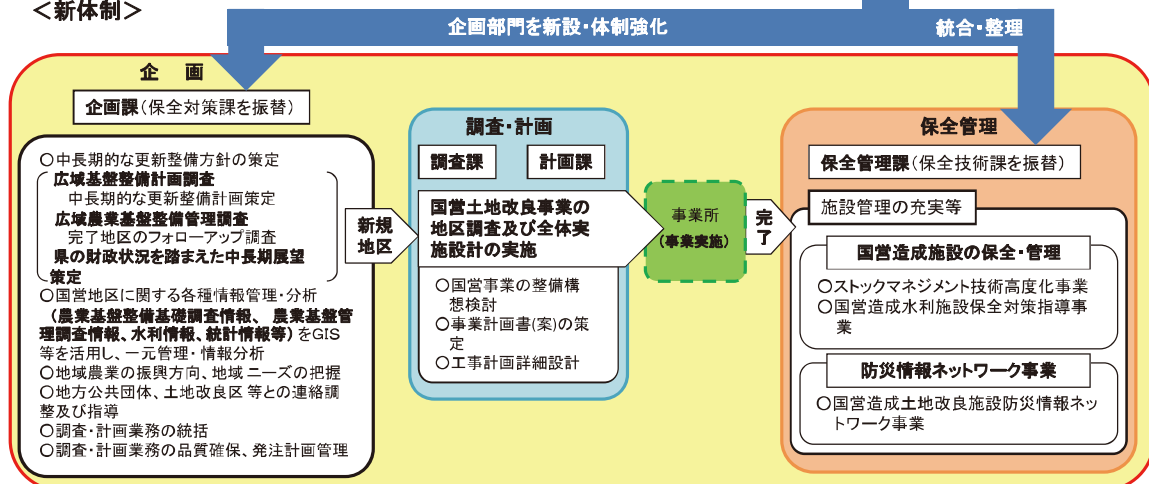 ＜新体制＞
企画部門を新設・体制強化
統合・整理
企　画
企画課(保全対策課を振替)
○中長期的な更新整備方針の策定
広域基盤整備計画調査
中長期的な更新整備計画策定
広域農業基盤整備管理調査
完了地区のフォローアップ調査
県の財政状況を踏まえた中長期展望
策定
○国営地区に関する各種情報管理・分析
(農業基盤整備基礎調査情報、農業基盤管
理調査情報、水利情報、統計情報等)をGIS
等を活用し、一元管理・情報分析
○地域農業の振興方向、地域ニーズの把握
○地方公共団体、土地改良区等との連絡調
整及び指導
○調査・計画業務の統括
○調査・計画業務の品質確保、発注計画管理
新規
地区
調査・計画
調査課
計画課
国営土地改良事業の
地区調査及び全体実
施設計の実施
○国営事業の整備構
想検討
○事業計画書(案)の策
定
○工事計画詳細設計
事業所
(事業実施)
完
了
保全管理
保全管理課(保全技術課を振替)
施設管理の充実等
国営造成施設の保全・管理
○ストックマネジメント技術高度化事業
○国営造成水利施設保全対策指導事
業
防災情報ネットワーク事業
○国営造成土地改良施設防災情報ネッ
トワーク事業